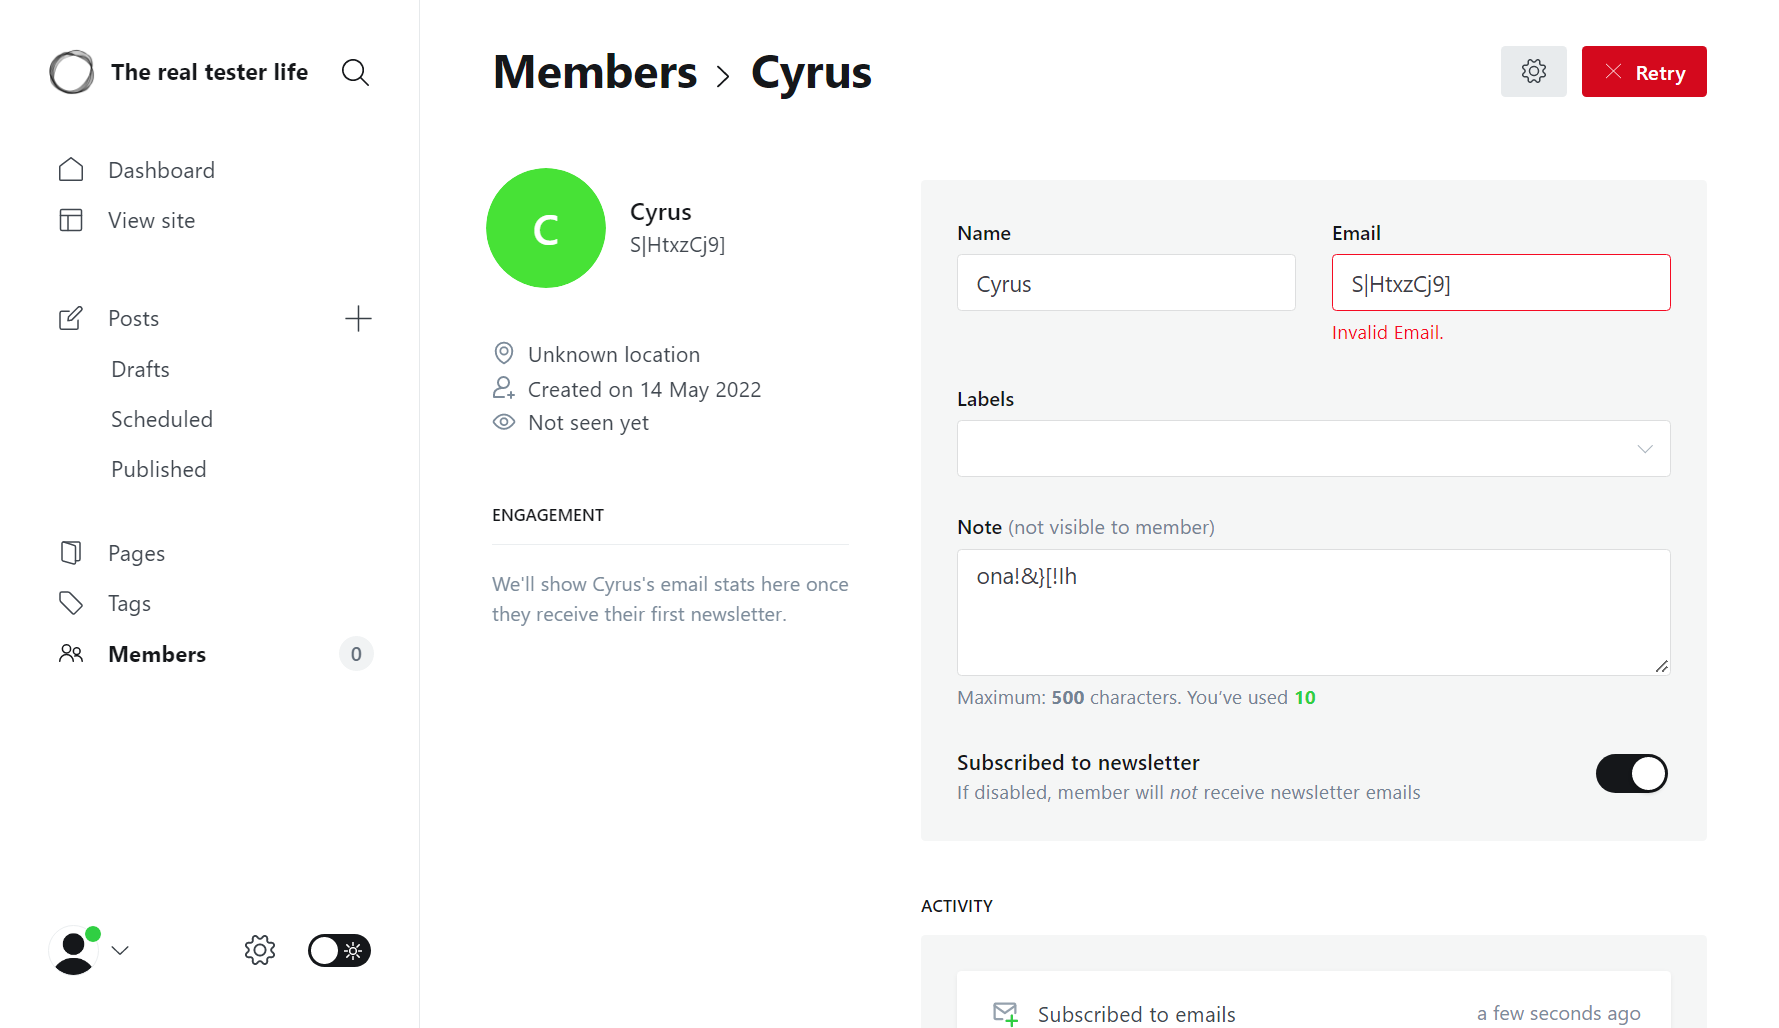 The real tester life
Dashboard
View site
Posts
Drafts
Scheduled
Published
Pages
Tags
Members
0
Members > Cyrus
Retry
C
Cyrus
S|HtxzCj9]
Unknown location
Created on 14 May 2022
Not seen yet
ENGAGEMENT
We'll show Cyrus's email stats here once
they receive their first newsletter.
Name
Cyrus
Email
S|HtxzCj9]
Invalid Email.
Labels
Note (not visible to member)
Maximum: 500 characters. You’ve used 10
Subscribed to newsletter
If disabled, member will not receive newsletter emails
ACTIVITY
Subscribed to emails
a few seconds ago